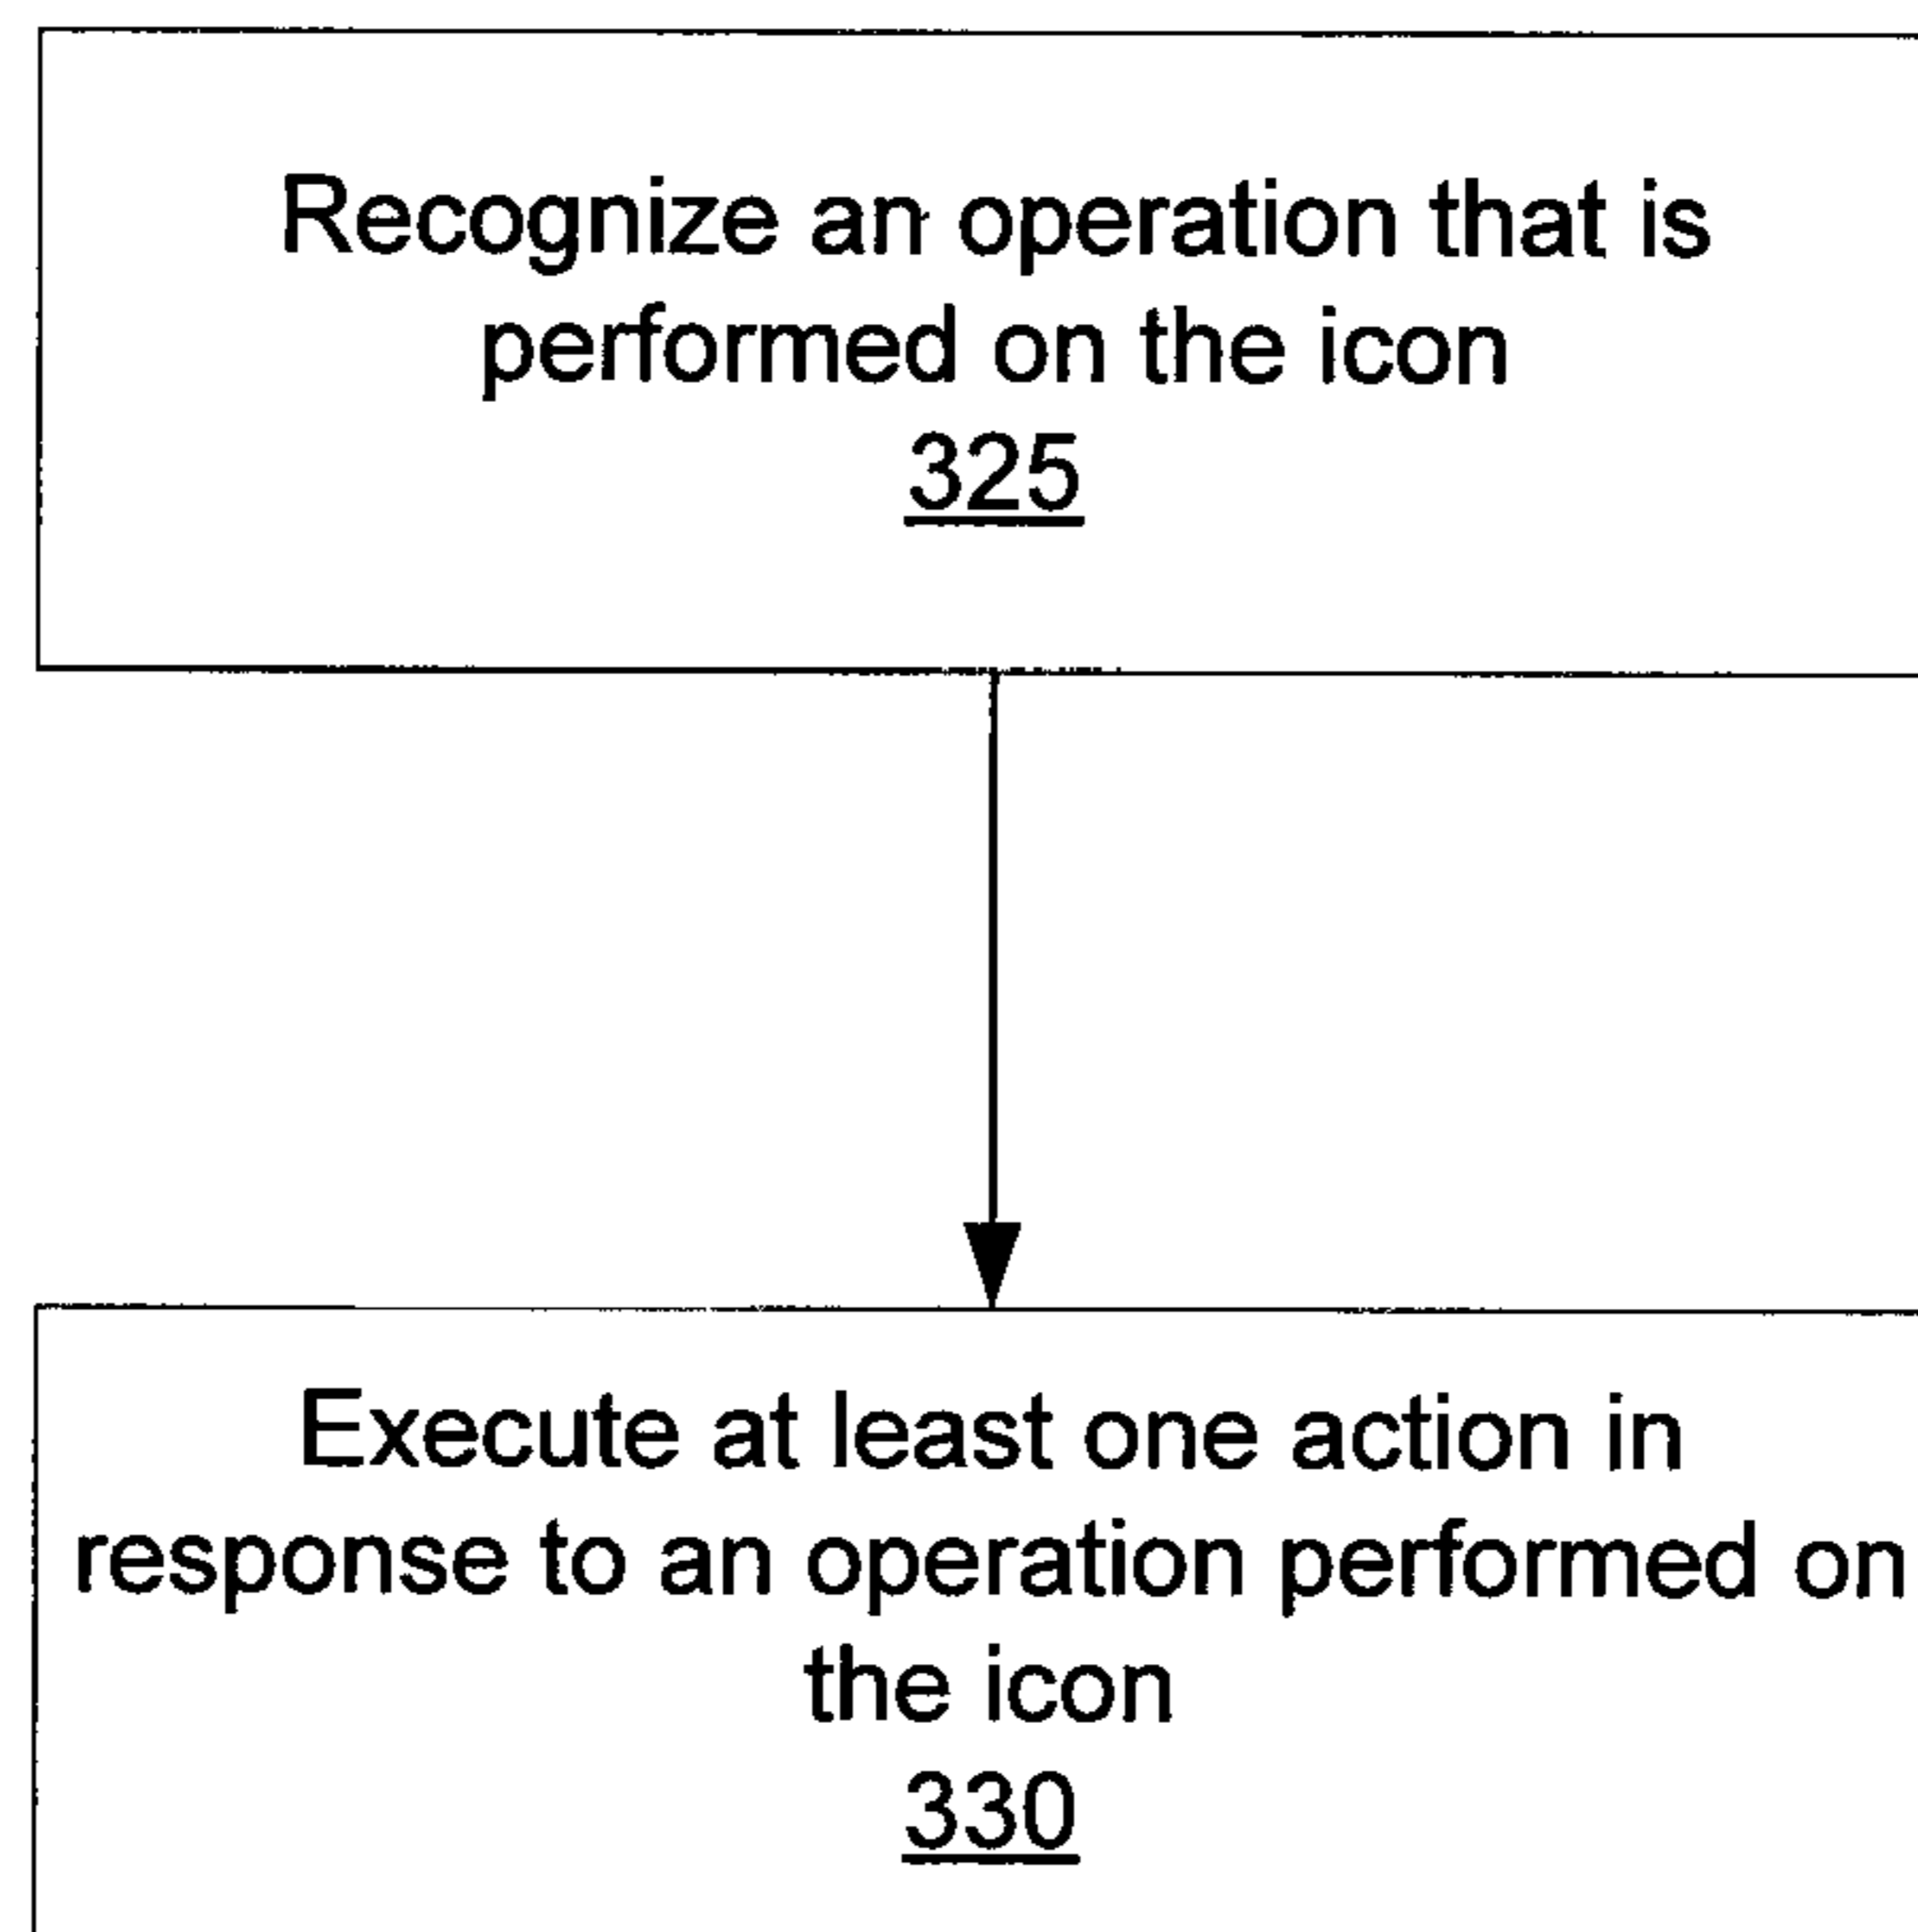 Recognize an operation that is
performed on the icon
325
Execute at least one action in
response to an operation performed on
the icon
330